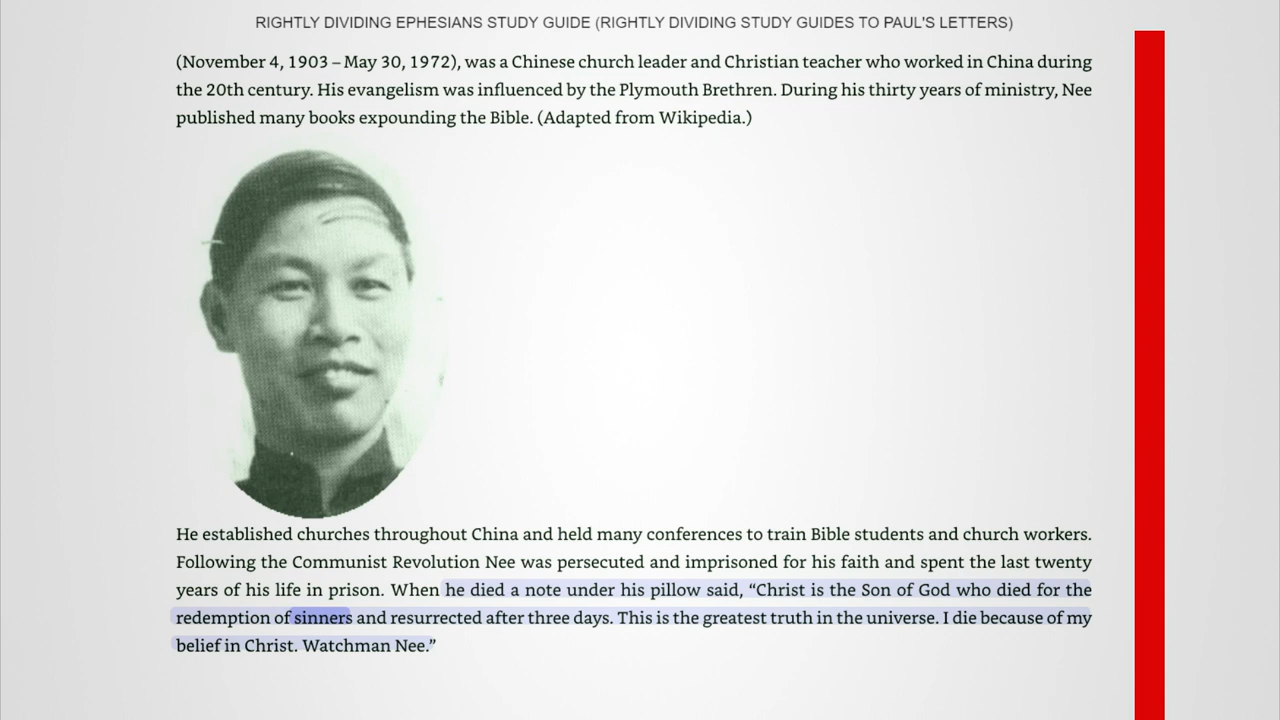 RIGHTLY DIVIDING EPHESIANS STUDY GUIDE (RIGHTLY DIVIDING STUDY GUIDES TO PAUL'S LETTERS)
(November 4, 1903 – May 30, 1972), was a Chinese church leader and Christian teacher who worked in China during
the 20th century. His evangelism was influenced by the Plymouth Brethren. During his thirty years of ministry, Nee
published many books expounding the Bible. (Adapted from Wikipedia.)
He established churches throughout China and held many conferences to train Bible students and church workers.
Following the Communist Revolution Nee was persecuted and imprisoned for his faith and spent the last twenty
years of his life in prison. When he died a note under his pillow said, “Christ is the Son of God who died for the
redemption of sinners and resurrected after three days. This is the greatest truth in the universe. I die because of my
belief in Christ. Watchman Nee.”